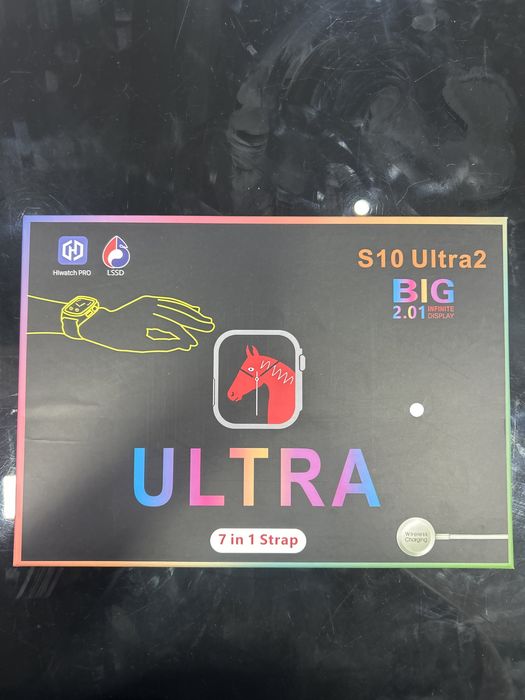 HIwatch PRO
LSSD
S10 Ultra2
BIG
2.01 INFINITE DISPLAY
ULTRA
7 in 1 Strap
Wireless
Charging